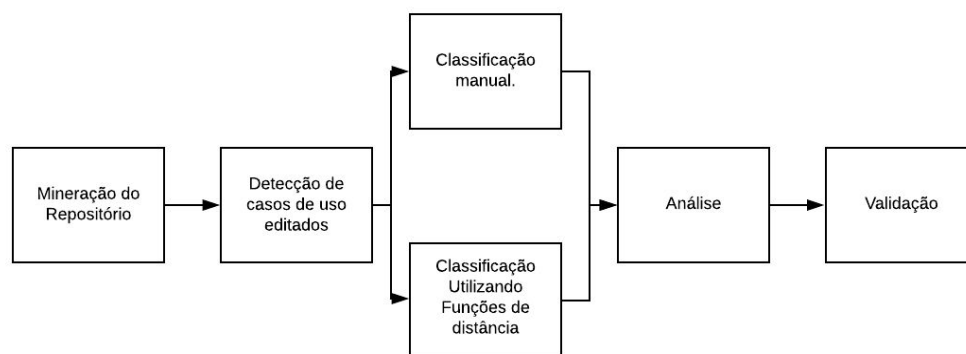 Mineração do
Repositório
Detecção de
casos de uso
editados
Classificação
manual.
Classificação
Utilizando
Funções de
distância
Análise
Validação